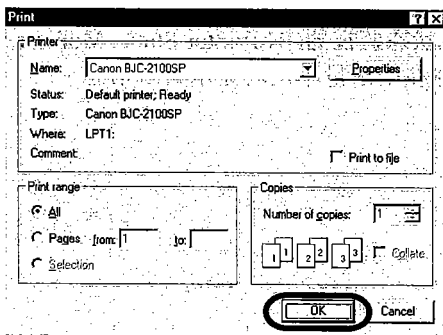 Print
Printer
Name: Canon BJC-2100SP Properties
Status: Default printer; Ready
Type: Canon BJC-2100SP
Where: LPT1:
Comment: Print to file
Print range
All
Pages from: 1 to:
Selection
Copies
Number of copies: 1
1 1 2 2 3 3 Collate
OK Cancel